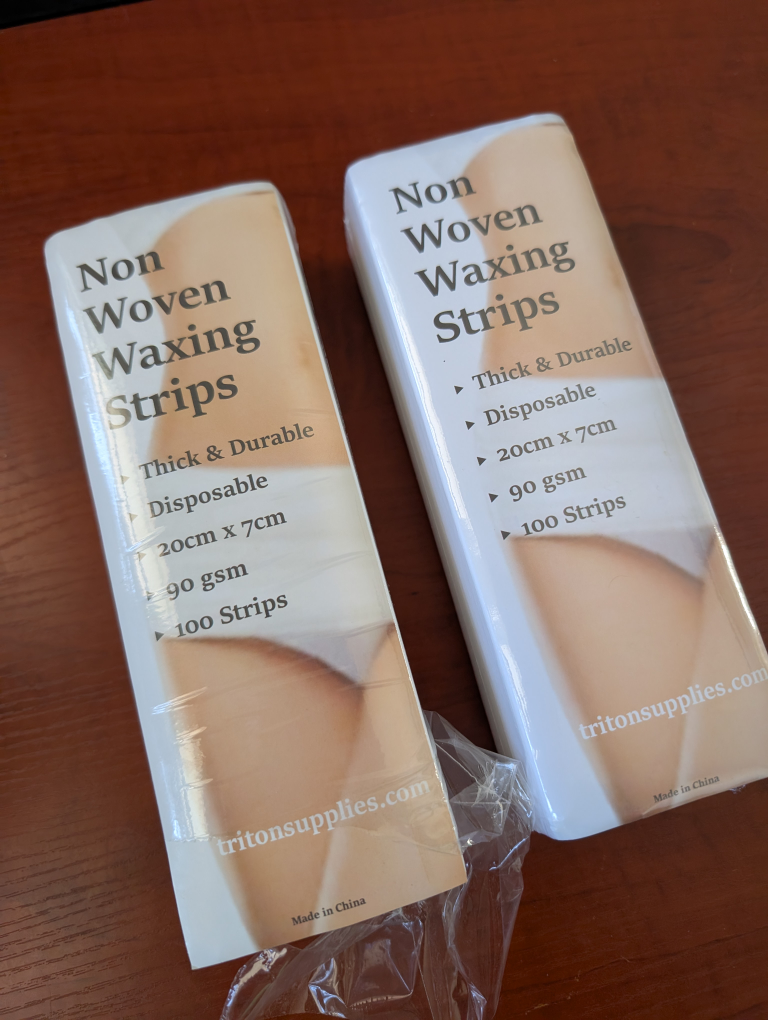 Non
Woven
Waxing
Strips
▸ Thick & Durable
▸ Disposable
▸ 20cm x 7cm
▸ 90 gsm
▸ 100 Strips
tritonsupplies.com
Made in China
Non
Woven
Waxing
Strips
▸ Thick & Durable
▸ Disposable
▸ 20cm x 7cm
▸ 90 gsm
▸ 100 Strips
tritonsupplies.com
Made in China